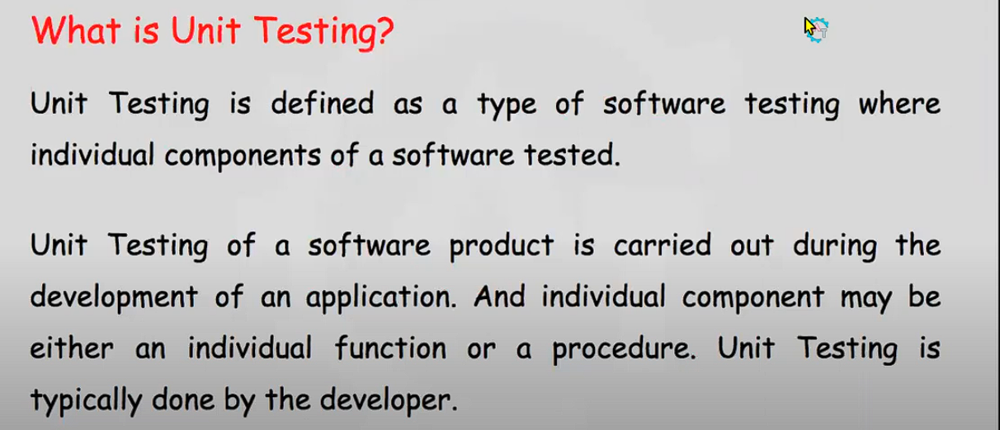 What is Unit Testing?
Unit Testing is defined as a type of software testing where
individual components of a software tested.
Unit Testing of a software product is carried out during the
development of an application. And individual component may be
either an individual function or a procedure. Unit Testing is
typically done by the developer.